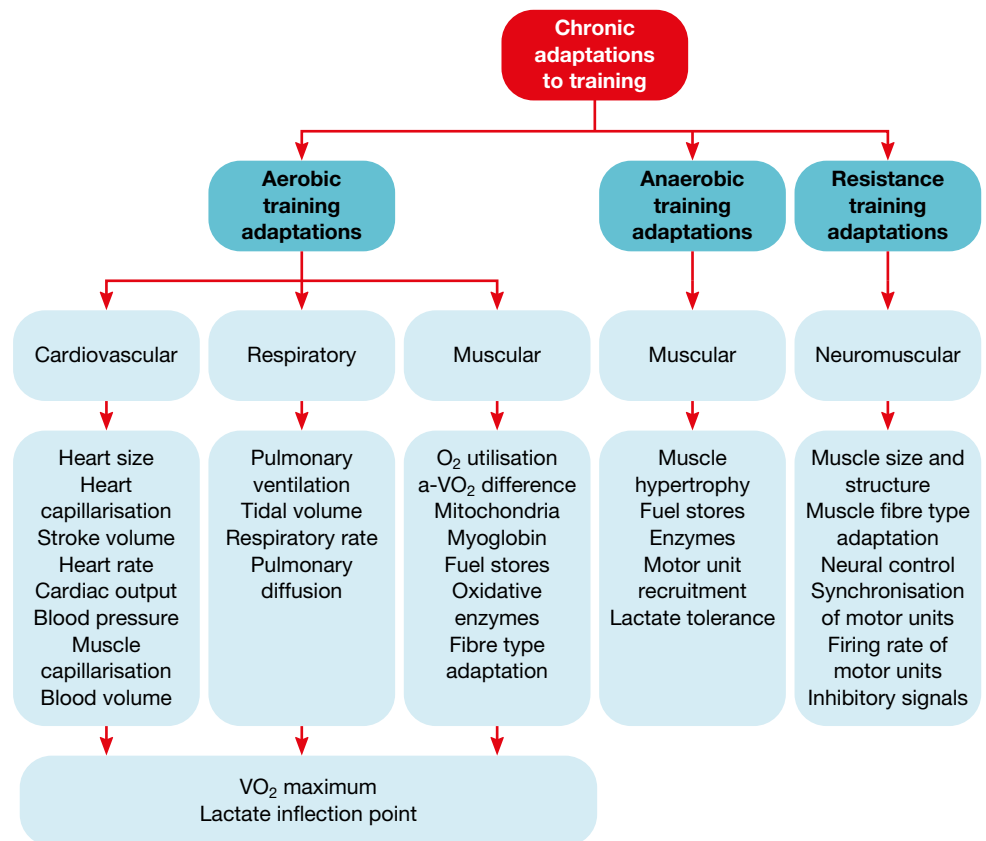 Chronic
adaptations
to training
Aerobic
training
adaptations
Anaerobic
training
adaptations
Resistance
training
adaptations
Cardiovascular
Respiratory
Muscular
Muscular
Neuromuscular
Heart size
Heart
capillarisation
Stroke volume
Heart rate
Cardiac output
Blood pressure
Muscle
capillarisation
Blood volume
Pulmonary
ventilation
Tidal volume
Respiratory rate
Pulmonary
diffusion
O₂ utilisation
a-VO₂ difference
Mitochondria
Myoglobin
Fuel stores
Oxidative
enzymes
Fibre type
adaptation
Muscle
hypertrophy
Fuel stores
Enzymes
Motor unit
recruitment
Lactate tolerance
Muscle size and
structure
Muscle fibre type
adaptation
Neural control
Synchronisation
of motor units
Firing rate of
motor units
Inhibitory signals
VO₂ maximum
Lactate inflection point